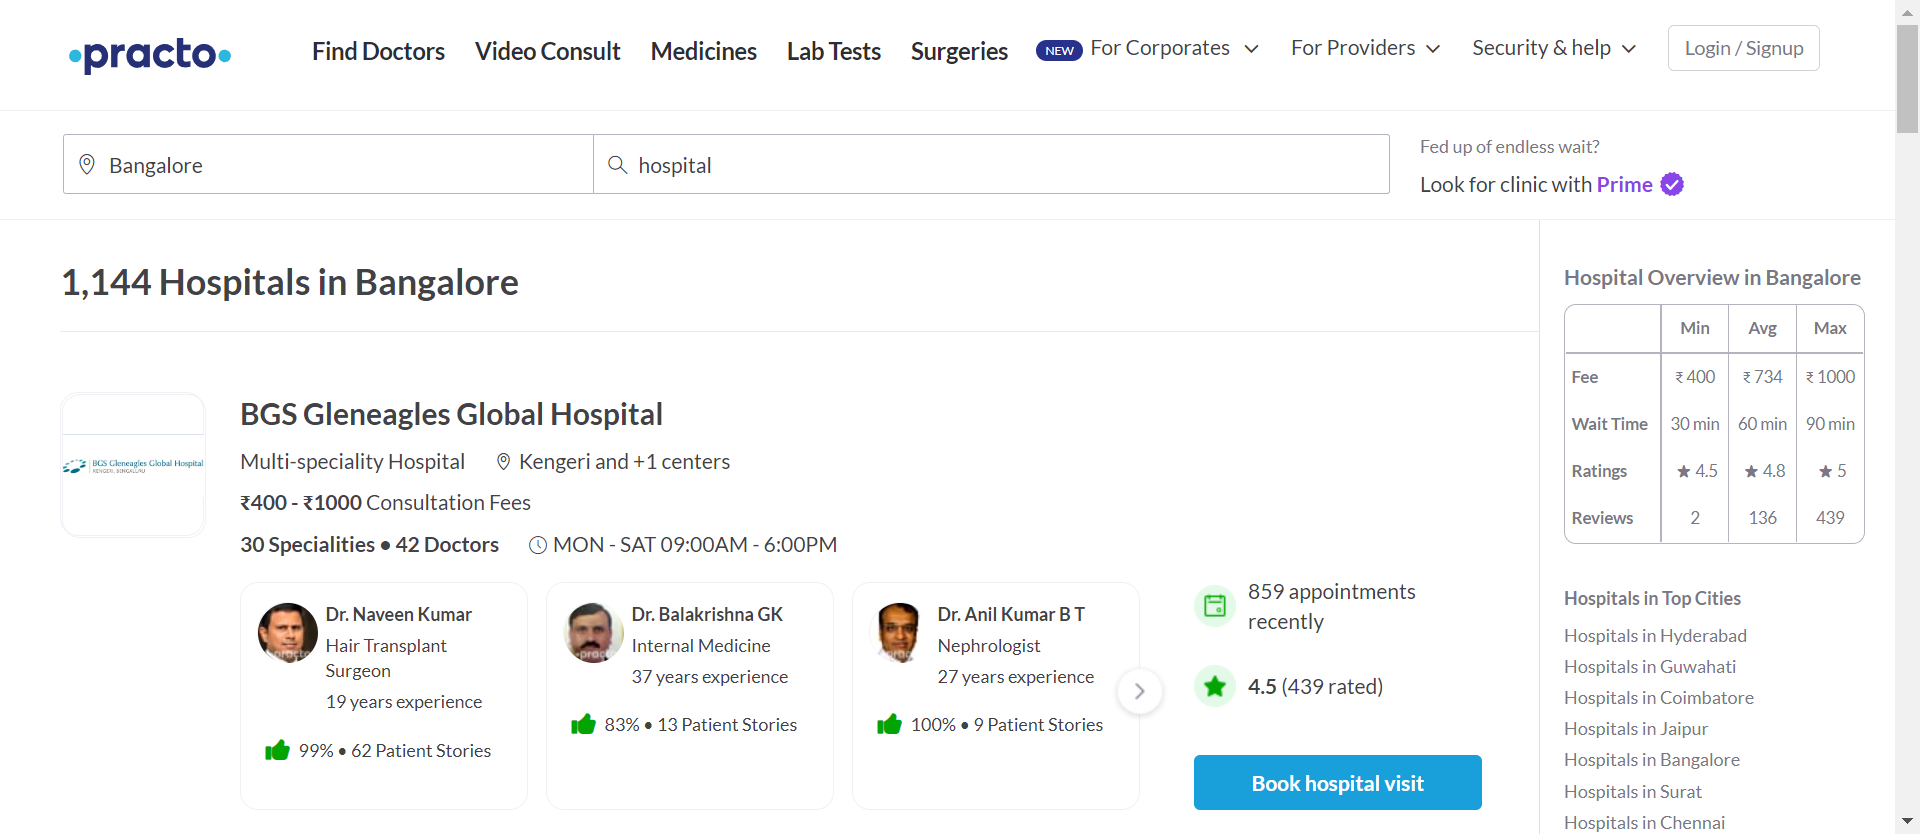 practo
Find Doctors
Video Consult
Medicines
Lab Tests
Surgeries
NEW For Corporates
For Providers
Security & help
Login / Signup
Bangalore
hospital
Fed up of endless wait?
Look for clinic with Prime
1,144 Hospitals in Bangalore
BGS Gleneagles Global Hospital
KENGERI, BENGALURU
BGS Gleneagles Global Hospital
Multi-speciality Hospital
Kengeri and +1 centers
₹400 - ₹1000 Consultation Fees
30 Specialities • 42 Doctors
MON - SAT 09:00AM - 6:00PM
Dr. Naveen Kumar
Hair Transplant
Surgeon
19 years experience
99% • 62 Patient Stories
Dr. Balakrishna GK
Internal Medicine
37 years experience
83% • 13 Patient Stories
Dr. Anil Kumar B T
Nephrologist
27 years experience
100% • 9 Patient Stories
859 appointments
recently
4.5 (439 rated)
Book hospital visit
Hospital Overview in Bangalore
Min Avg Max
Fee ₹ 400 ₹ 734 ₹ 1000
Wait Time 30 min 60 min 90 min
Ratings ★ 4.5 ★ 4.8 ★ 5
Reviews 2 136 439
Hospitals in Top Cities
Hospitals in Hyderabad
Hospitals in Guwahati
Hospitals in Coimbatore
Hospitals in Jaipur
Hospitals in Bangalore
Hospitals in Surat
Hospitals in Chennai